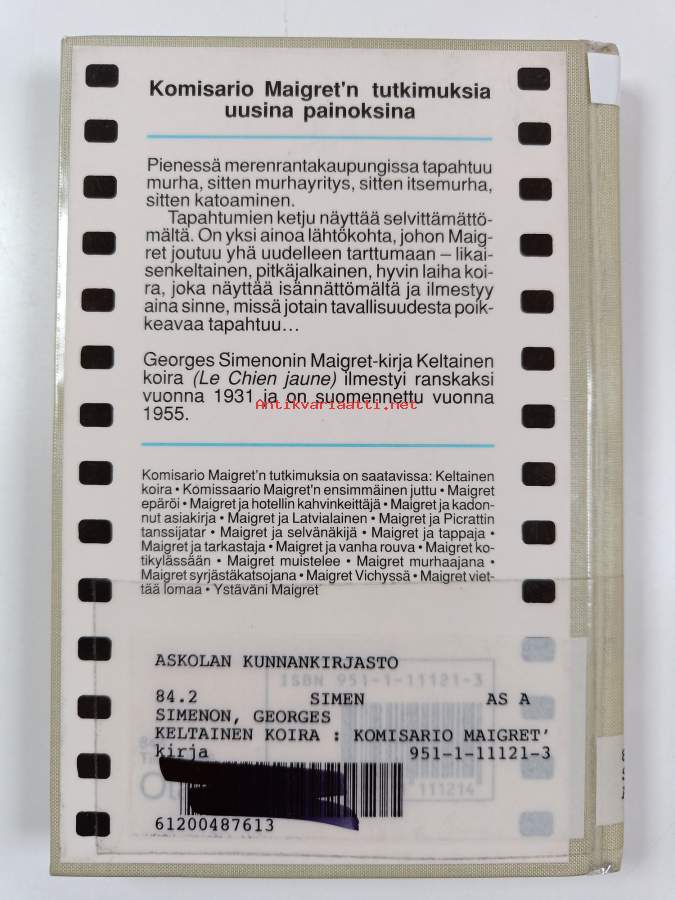 Komisario Maigret'n tutkimuksia
uusina painoksina
Pienessä merenrantakaupungissa tapahtuu
murha, sitten murhayritys, sitten itsemurha,
sitten katoaminen.
Tapahtumien ketju näyttää selvittämättö-
mältä. On yksi ainoa lähtökohta, johon Maig-
ret joutuu yhä uudelleen tarttumaan – likai-
senkeltainen, pitkäjalkainen, hyvin laiha koi-
ra, joka näyttää isännättömältä ja ilmestyy
aina sinne, missä jotain tavallisuudesta poik-
keavaa tapahtuu...
Georges Simenonin Maigret-kirja Keltainen
koira (Le Chien jaune) ilmestyi ranskaksi
vuonna 1931 ja on suomennettu vuonna
1955.
Antikvariaatti.net
Komisario Maigret'n tutkimuksia on saatavissa: Keltainen
koira • Komissaario Maigret'n ensimmäinen juttu • Maigret
epäröi • Maigret ja hotellin kahvinkeittäjä • Maigret ja kadon-
nut asiakirja • Maigret ja Latvialainen • Maigret ja Picrattin
tanssijatar • Maigret ja selvänäkijä • Maigret ja tappaja •
Maigret ja tarkastaja • Maigret ja vanha rouva • Maigret ko-
tikylässään • Maigret muistelee • Maigret murhaajana •
Maigret syrjästäkatsojana • Maigret Vichyssä • Maigret viet-
tää lomaa • Ystäväni Maigret
ASKOLAN KUNNANKIRJASTO
ISBN 951-1-11121-3
84.2 SIMEN AS A
SIMENON, GEORGES
KELTAINEN KOIRA : KOMISARIO MAIGRET'
kirja 951-1-11121-3
111214
61200487613